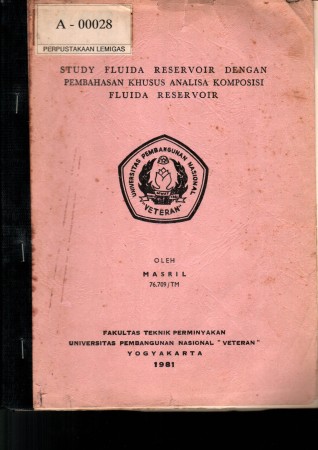 A - 00028
PERPUSTAKAAN LEMIGAS
STUDY FLUIDA RESERVOIR DENGAN
PEMBAHASAN KHUSUS ANALISA KOMPOSISI
FLUIDA RESERVOIR
UNIVERSITAS PEMBANGUNAN NASIONAL
"VETERAN"
OLEH
MASRIL
76.709/TM
FAKULTAS TEKNIK PERMINYAKAN
UNIVERSITAS PEMBANGUNAN NASIONAL "VETERAN"
YOGYAKARTA
1981